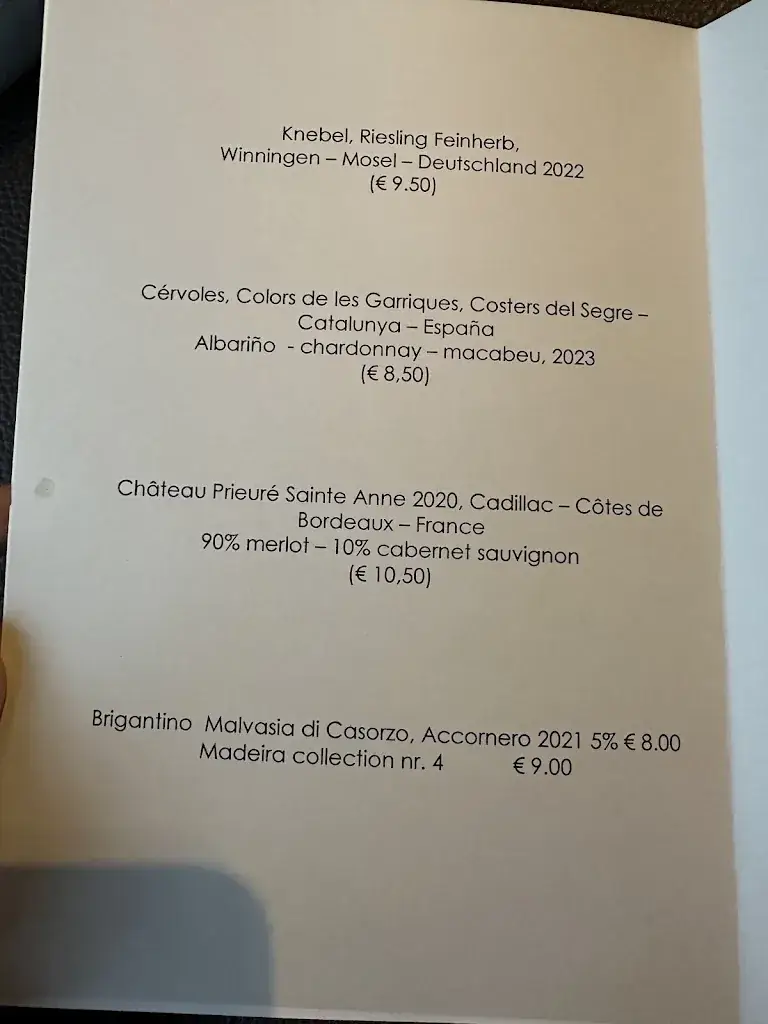 Knebel, Riesling Feinherb,
Winningen – Mosel – Deutschland 2022
(€ 9.50)
Cérvoles, Colors de les Garriques, Costers del Segre –
Catalunya – España
Albariño - chardonnay – macabeu, 2023
(€ 8,50)
Château Prieuré Sainte Anne 2020, Cadillac – Côtes de
Bordeaux – France
90% merlot – 10% cabernet sauvignon
(€ 10,50)
Brigantino Malvasia di Casorzo, Accornero 2021 5% € 8.00
Madeira collection nr. 4 € 9.00